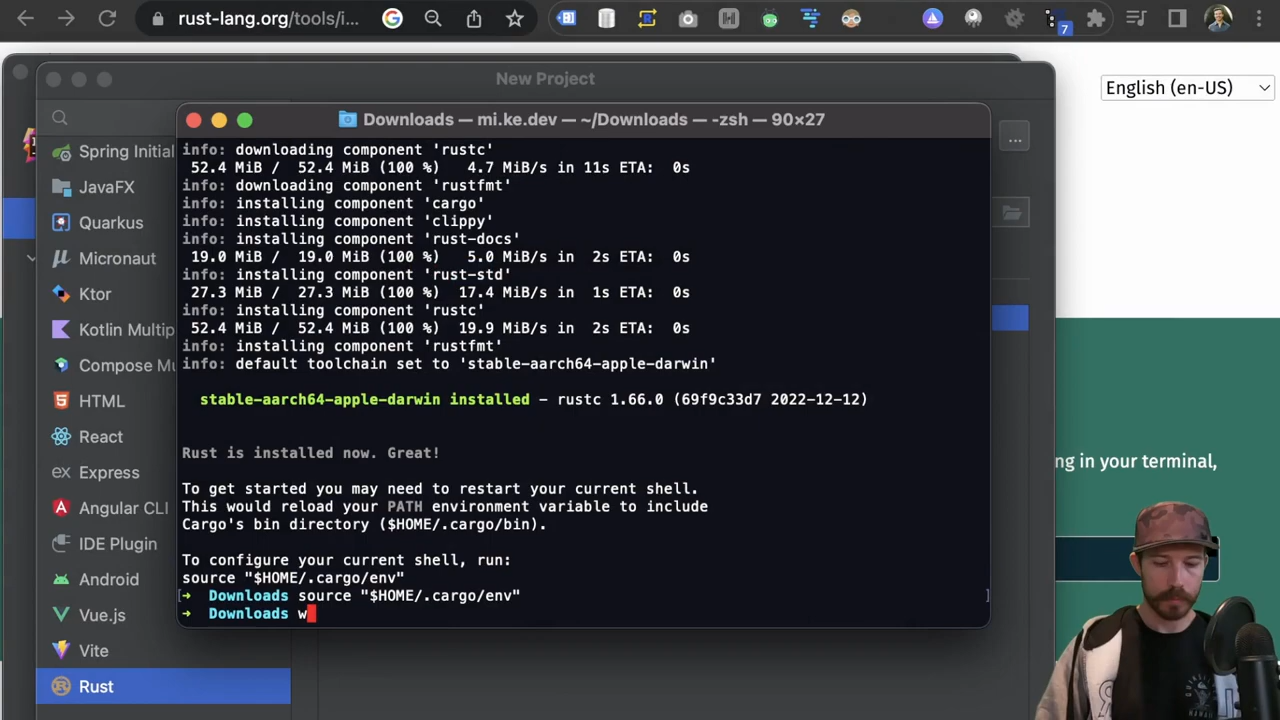 rust-lang.org/tools/i...
7
New Project
English (en-US)
Downloads — mi.ke.dev — ~/Downloads — -zsh — 90×27
...
Spring Initial
JavaFX
Quarkus
Micronaut
Ktor
Kotlin Multip
Compose Mu
HTML
React
ex Express
Angular CLI
IDE Plugin
Android
Vue.js
Vite
Rust
info: downloading component 'rustc'
52.4 MiB / 52.4 MiB (100 %) 4.7 MiB/s in 11s ETA: 0s
info: downloading component 'rustfmt'
info: installing component 'cargo'
info: installing component 'clippy'
info: installing component 'rust-docs'
19.0 MiB / 19.0 MiB (100 %) 5.0 MiB/s in 2s ETA: 0s
info: installing component 'rust-std'
27.3 MiB / 27.3 MiB (100 %) 17.4 MiB/s in 1s ETA: 0s
info: installing component 'rustc'
52.4 MiB / 52.4 MiB (100 %) 19.9 MiB/s in 2s ETA: 0s
info: installing component 'rustfmt'
info: default toolchain set to 'stable-aarch64-apple-darwin'
stable-aarch64-apple-darwin installed - rustc 1.66.0 (69f9c33d7 2022-12-12)
Rust is installed now. Great!
To get started you may need to restart your current shell.
This would reload your PATH environment variable to include
Cargo's bin directory ($HOME/.cargo/bin).
To configure your current shell, run:
source "$HOME/.cargo/env"
[➜ Downloads source "$HOME/.cargo/env" ]
➜ Downloads w
ng in your terminal,